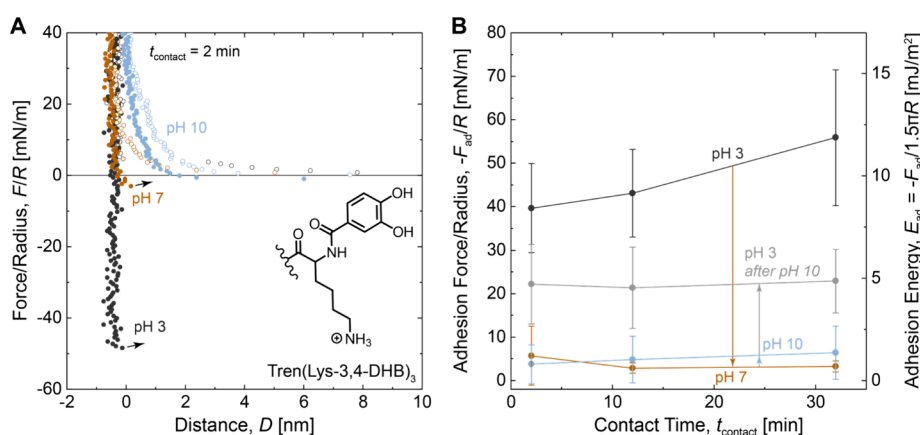 A
t_contact = 2 min
pH 10
pH 7
pH 3
Force/Radius, F/R [mN/m]
40
20
0
-20
-40
-60
-2
0
2
4
6
8
10
Distance, D [nm]
O
O
NH
OH
OH
⊕NH₃
Tren(Lys-3,4-DHB)₃
B
Adhesion Force/Radius, -F_ad/R [mN/m]
80
70
60
50
40
30
20
10
0
pH 3
pH 3
after pH 10
pH 10
pH 7
0
10
20
30
Contact Time, t_contact [min]
15
10
5
0
Adhesion Energy, E_ad = -F_ad/1.5πR [mJ/m²]